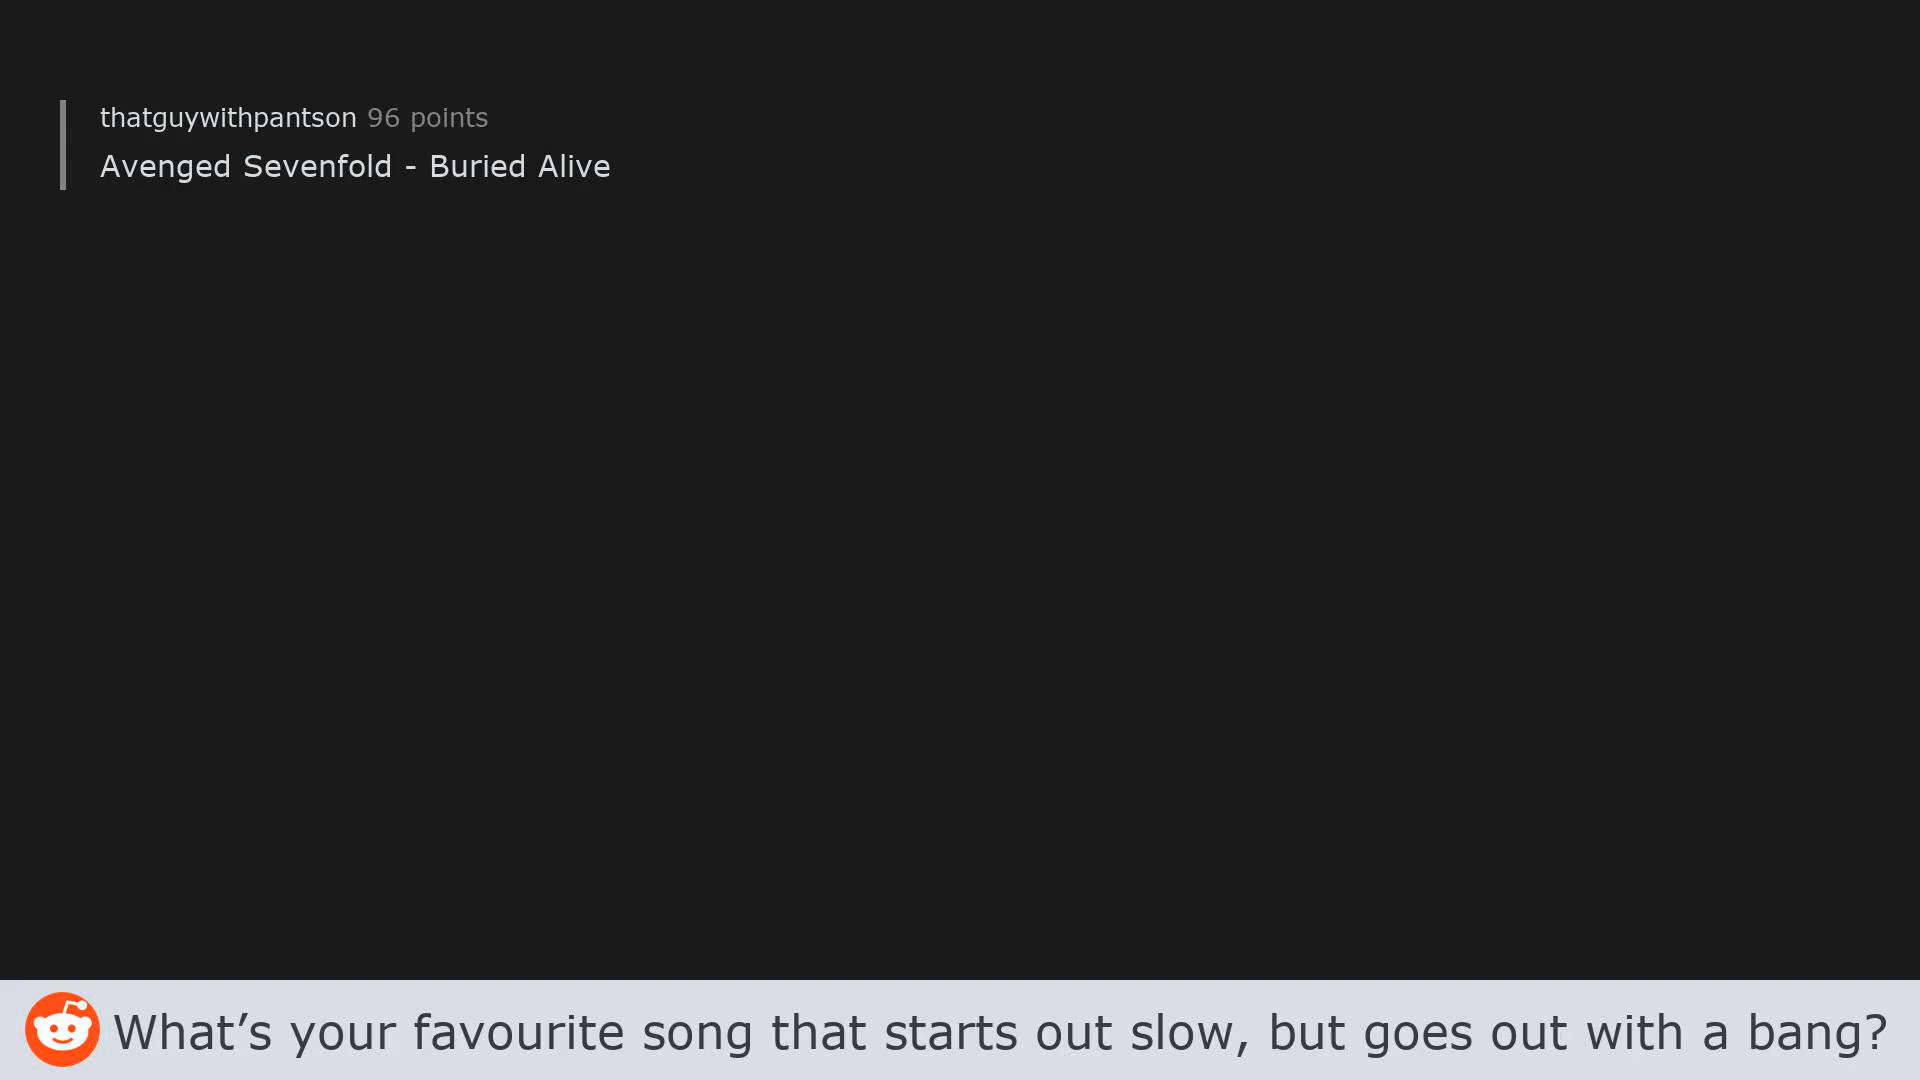 thatguywithpantson 96 points
Avenged Sevenfold - Buried Alive
What’s your favourite song that starts out slow, but goes out with a bang?